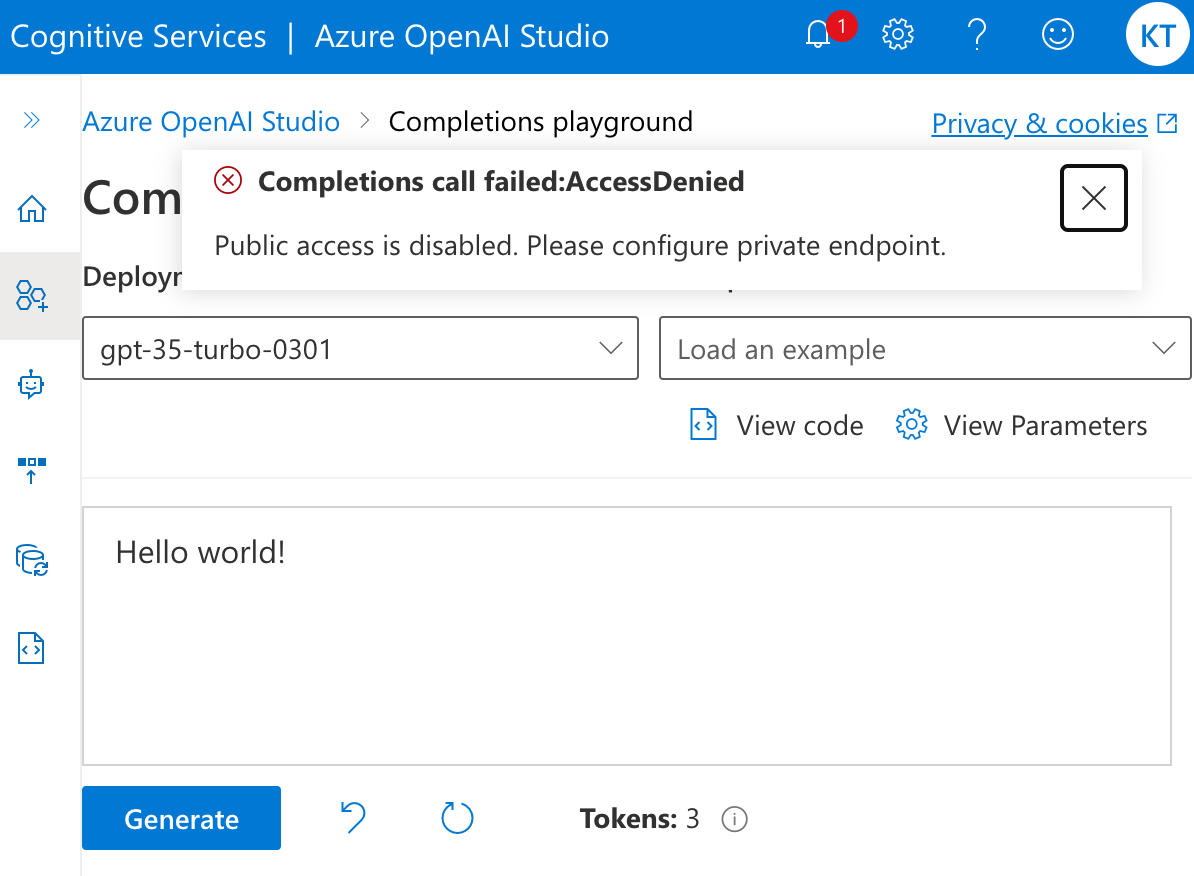 Cognitive Services | Azure OpenAI Studio
1
KT
Azure OpenAI Studio > Completions playground
Privacy & cookies
Com
Completions call failed:AccessDenied
Public access is disabled. Please configure private endpoint.
gpt-35-turbo-0301
Load an example
View code
View Parameters
Hello world!
Generate
Tokens: 3